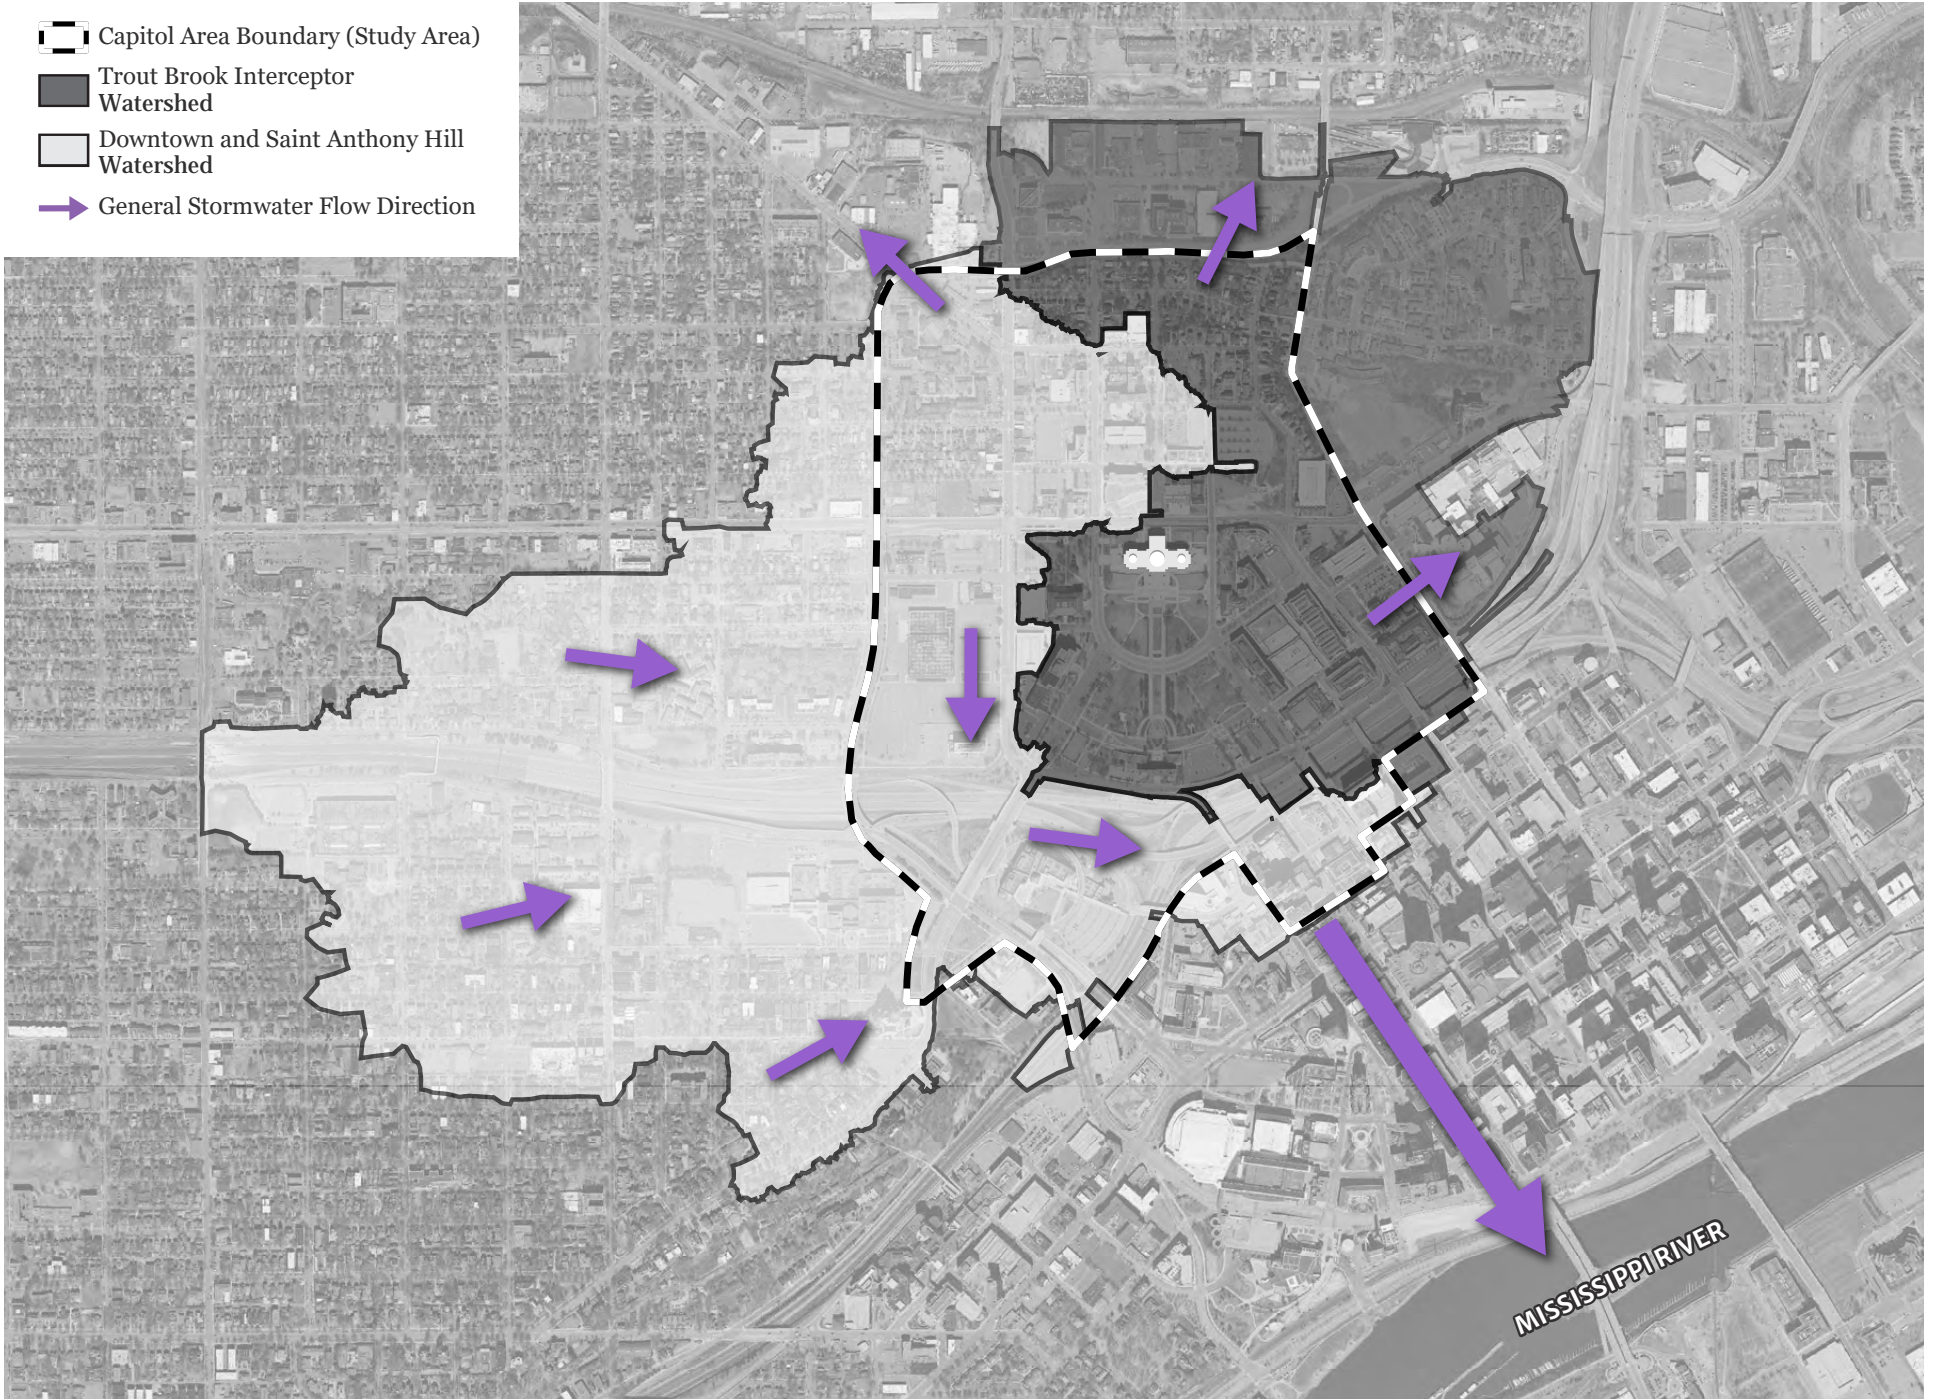 Capitol Area Boundary (Study Area)
Trout Brook Interceptor
Watershed
Downtown and Saint Anthony Hill
Watershed
General Stormwater Flow Direction
MISSISSIPPI RIVER